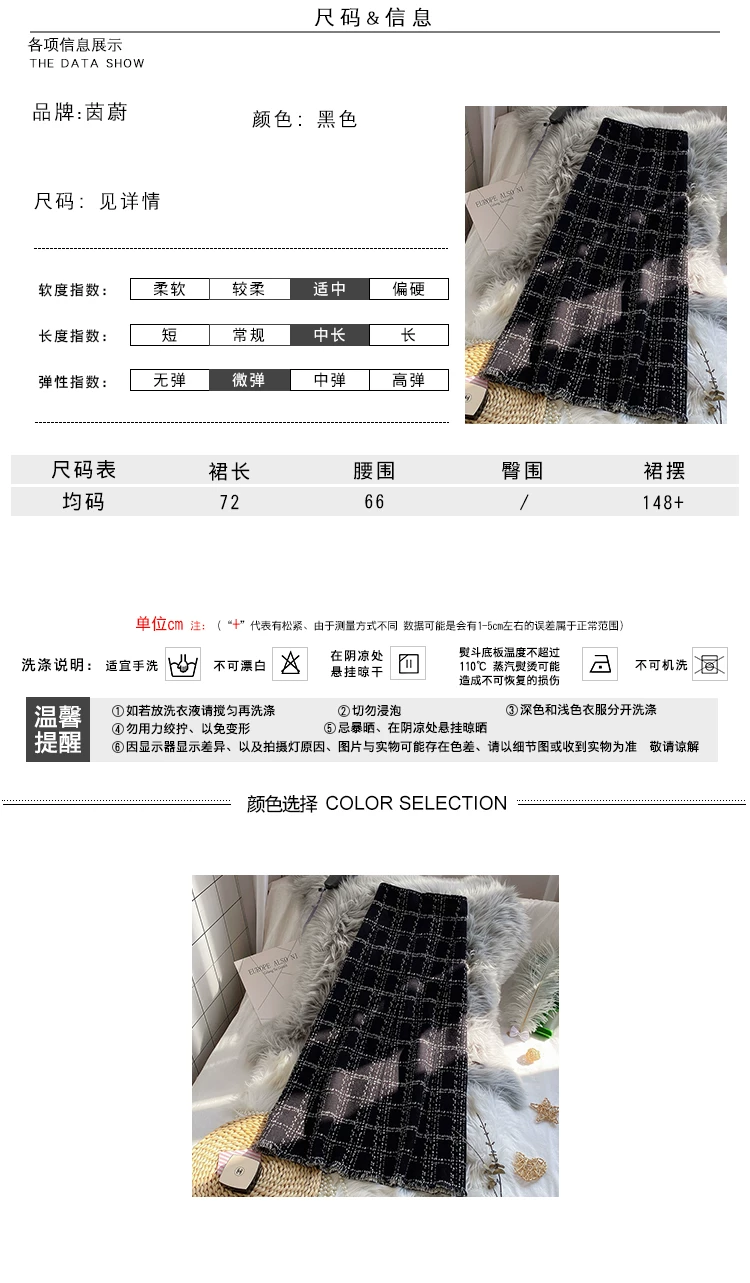 尺码&信息
各项信息展示
THE DATA SHOW
品牌:茵蔚
颜色: 黑色
尺码: 见详情
软度指数: 柔软 较柔 适中 偏硬
长度指数: 短 常规 中长 长
弹性指数: 无弹 微弹 中弹 高弹
尺码表 裙长 腰围 臀围 裙摆
均码 72 66 / 148+
单位cm 注: ( “+” 代表有松紧、由于测量方式不同 数据可能是会有1-5cm左右的误差属于正常范围)
洗涤说明: 适宜手洗 不可漂白
在阴凉处
悬挂晾干
熨斗底板温度不超过
110℃ 蒸汽熨烫可能
造成不可恢复的损伤
不可机洗
温馨
提醒
①如若放洗衣液请搅匀再洗涤 ②切勿浸泡 ③深色和浅色衣服分开洗涤
④勿用力绞拧、以免变形 ⑤忌暴晒、在阴凉处悬挂晾晒
⑥因显示器显示差异、以及拍摄灯原因、图片与实物可能存在色差、请以细节图或收到实物为准 敬请谅解
颜色选择 COLOR SELECTION
EUROPE ALSO NI